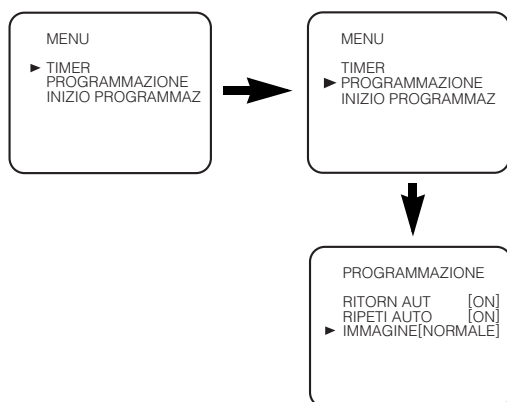 MENU
► TIMER
PROGRAMMAZIONE
INIZIO PROGRAMMAZ
MENU
TIMER
► PROGRAMMAZIONE
INIZIO PROGRAMMAZ
PROGRAMMAZIONE
RITORN AUT [ON]
RIPETI AUTO [ON]
► IMMAGINE[NORMALE]